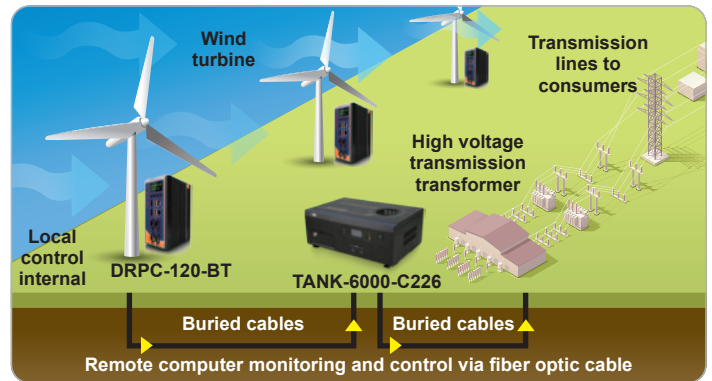 Wind
turbine
Transmission
lines to
consumers
High voltage
transmission
transformer
Local
control
internal
DRPC-120-BT
TANK-6000-C226
Buried cables
Buried cables
Remote computer monitoring and control via fiber optic cable